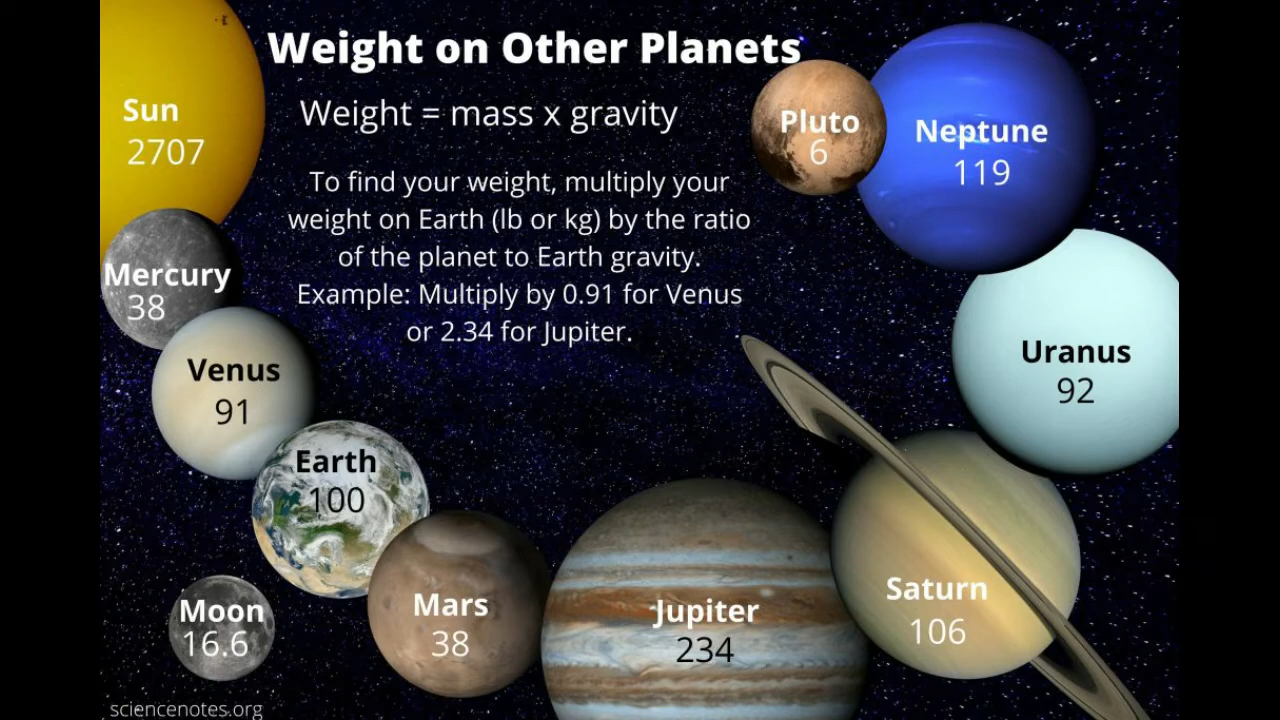 Weight on Other Planets
Weight = mass x gravity
To find your weight, multiply your
weight on Earth (lb or kg) by the ratio
of the planet to Earth gravity.
Example: Multiply by 0.91 for Venus
or 2.34 for Jupiter.
Sun
2707
Mercury
38
Venus
91
Earth
100
Moon
16.6
Mars
38
Jupiter
234
Saturn
106
Uranus
92
Neptune
119
Pluto
6
sciencenotes.org